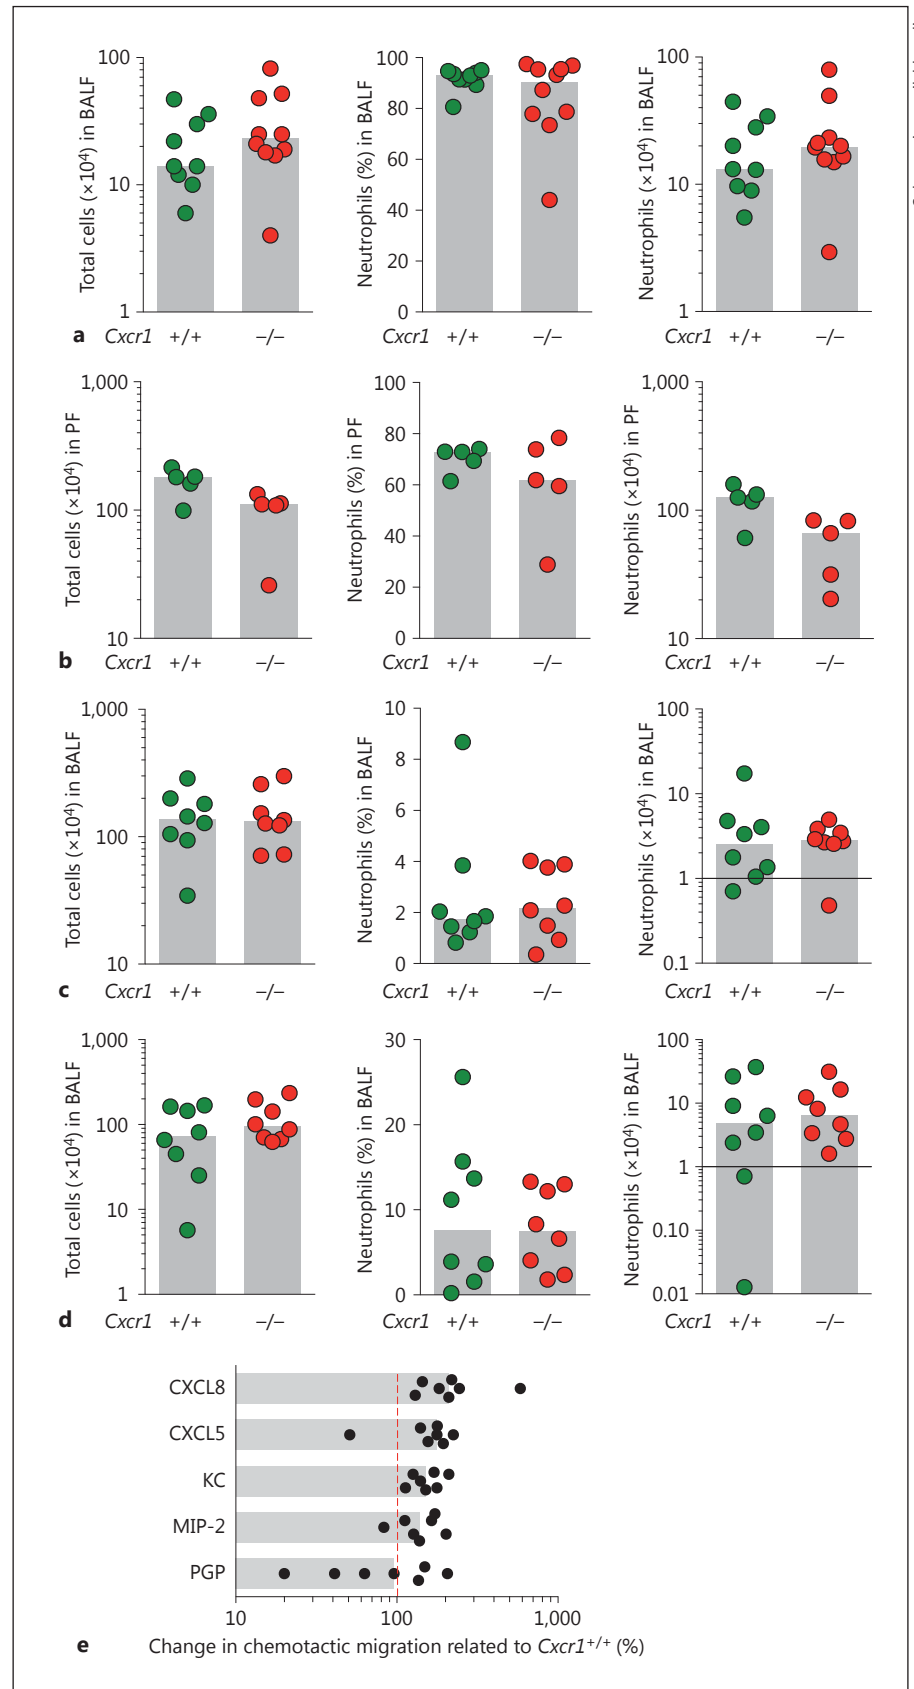 100
10
1
Total cells (×10⁴) in BALF
100
80
60
40
20
0
Neutrophils (%) in BALF
100
10
1
Neutrophils (×10⁴) in BALF
a Cxcr1 +/+ −/− +/+ −/− Cxcr1 +/+ −/−
1,000
100
10
Total cells (×10⁴) in PF
100
80
60
40
20
0
Neutrophils (%) in PF
1,000
100
10
Neutrophils (×10⁴) in PF
b Cxcr1 +/+ −/− Cxcr1 +/+ −/− Cxcr1 +/+ −/−
1,000
100
10
Total cells (×10⁴) in BALF
10
8
6
4
2
0
Neutrophils (%) in BALF
100
10
1
0.1
Neutrophils (×10⁴) in BALF
c Cxcr1 +/+ −/− Cxcr1 +/+ −/− Cxcr1 +/+ −/−
1,000
100
10
1
Total cells (×10⁴) in BALF
30
20
10
0
Neutrophils (%) in BALF
100
10
1
0.10
0.01
Neutrophils (×10⁴) in BALF
d Cxcr1 +/+ −/− Cxcr1 +/+ −/− Cxcr1 +/+ −/−
CXCL8
CXCL5
KC
MIP-2
PGP
10 100 1,000
e Change in chemotactic migration related to Cxcr1⁺/⁺ (%)